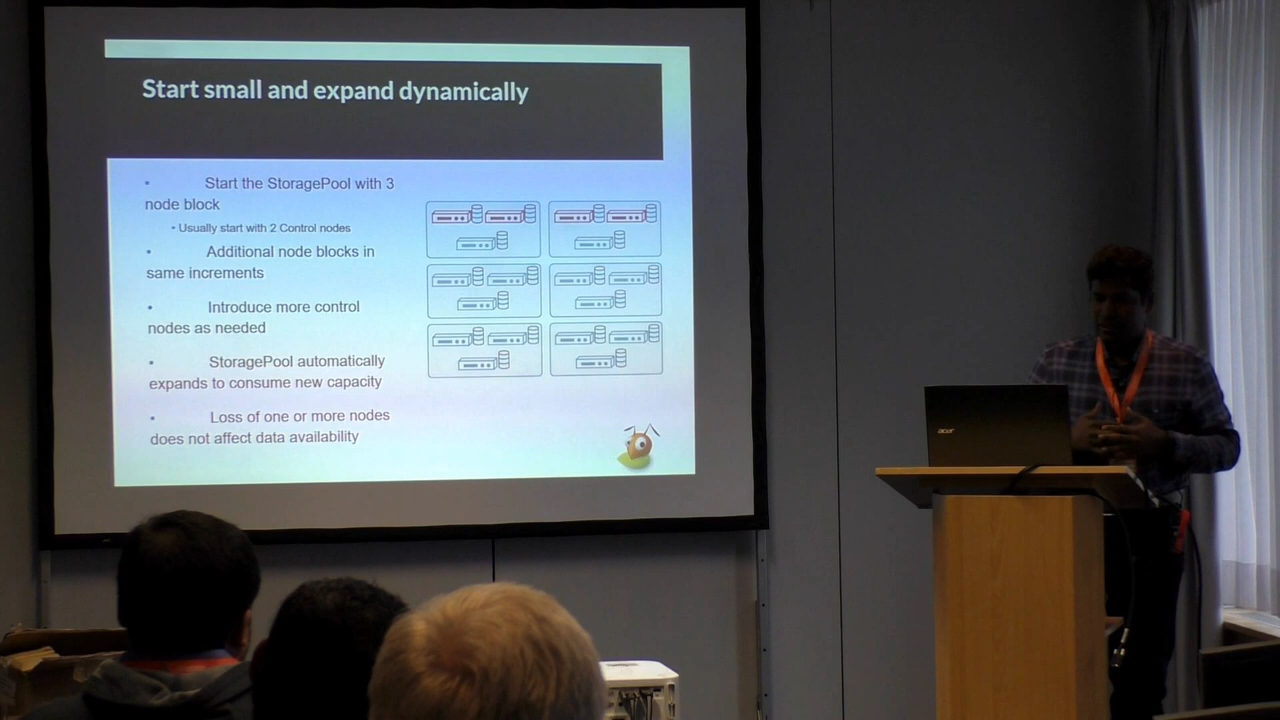 Start small and expand dynamically
• Start the StoragePool with 3
node block
• Usually start with 2 Control nodes
• Additional node blocks in
same increments
• Introduce more control
nodes as needed
• StoragePool automatically
expands to consume new capacity
• Loss of one or more nodes
does not affect data availability
acer